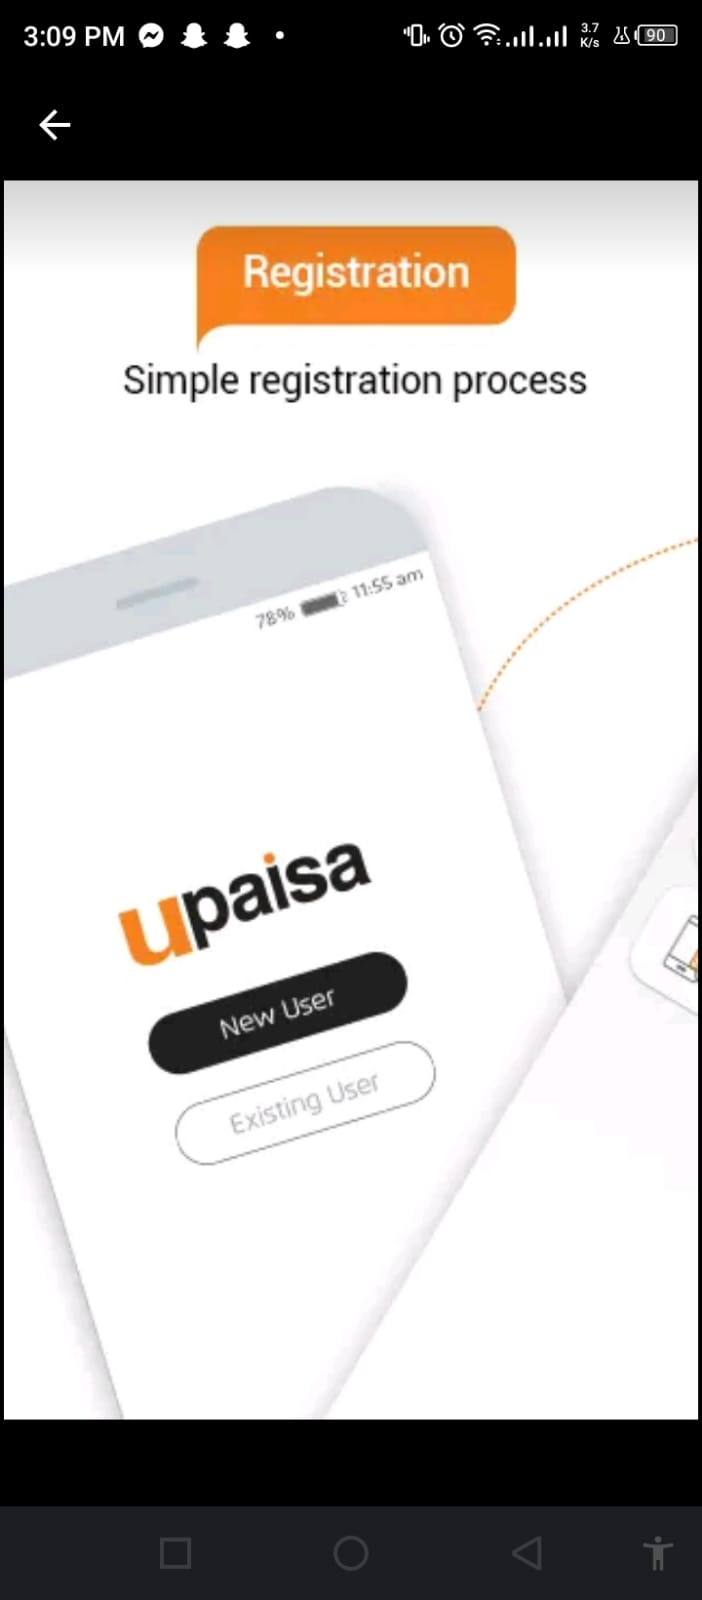 3:09 PM
3.7
K/s
90
Registration
Simple registration process
78% 11:55 am
upaisa
New User
Existing User